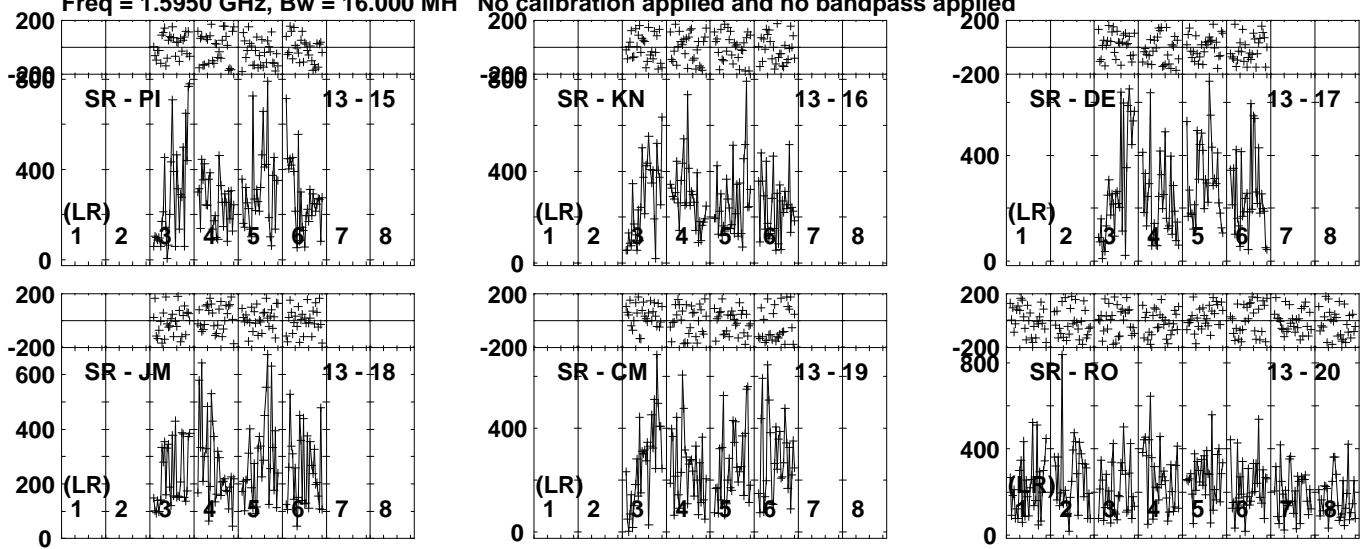 Freq = 1.5950 GHz, Bw = 16.000 MH No calibration applied and no bandpass applied
200
-200
800
400
0
SR - PI 13 - 15
(LR)
1 2 3 4 5 6 7 8
200
-200
400
0
SR - KN 13 - 16
(LR)
1 2 3 4 5 6 7 8
200
-200
400
0
SR - DE 13 - 17
(LR)
1 2 3 4 5 6 7 8
200
-200
600
400
200
0
SR - JM 13 - 18
(LR)
1 2 3 4 5 6 7 8
200
-200
400
0
SR - CM 13 - 19
(LR)
1 2 3 4 5 6 7 8
200
-200
800
400
0
SR - RO 13 - 20
(LR)
1 2 3 4 5 6 7 8